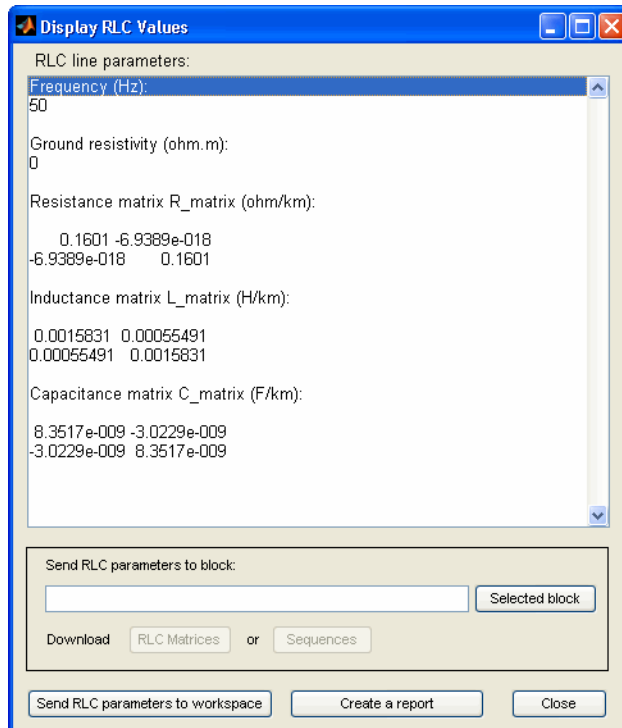 Display RLC Values
RLC line parameters:
Frequency (Hz):
50
Ground resistivity (ohm.m):
0
Resistance matrix R_matrix (ohm/km):
0.1601 -6.9389e-018
-6.9389e-018 0.1601
Inductance matrix L_matrix (H/km):
0.0015831 0.00055491
0.00055491 0.0015831
Capacitance matrix C_matrix (F/km):
8.3517e-009 -3.0229e-009
-3.0229e-009 8.3517e-009
Send RLC parameters to block:
Selected block
Download RLC Matrices or Sequences
Send RLC parameters to workspace Create a report Close